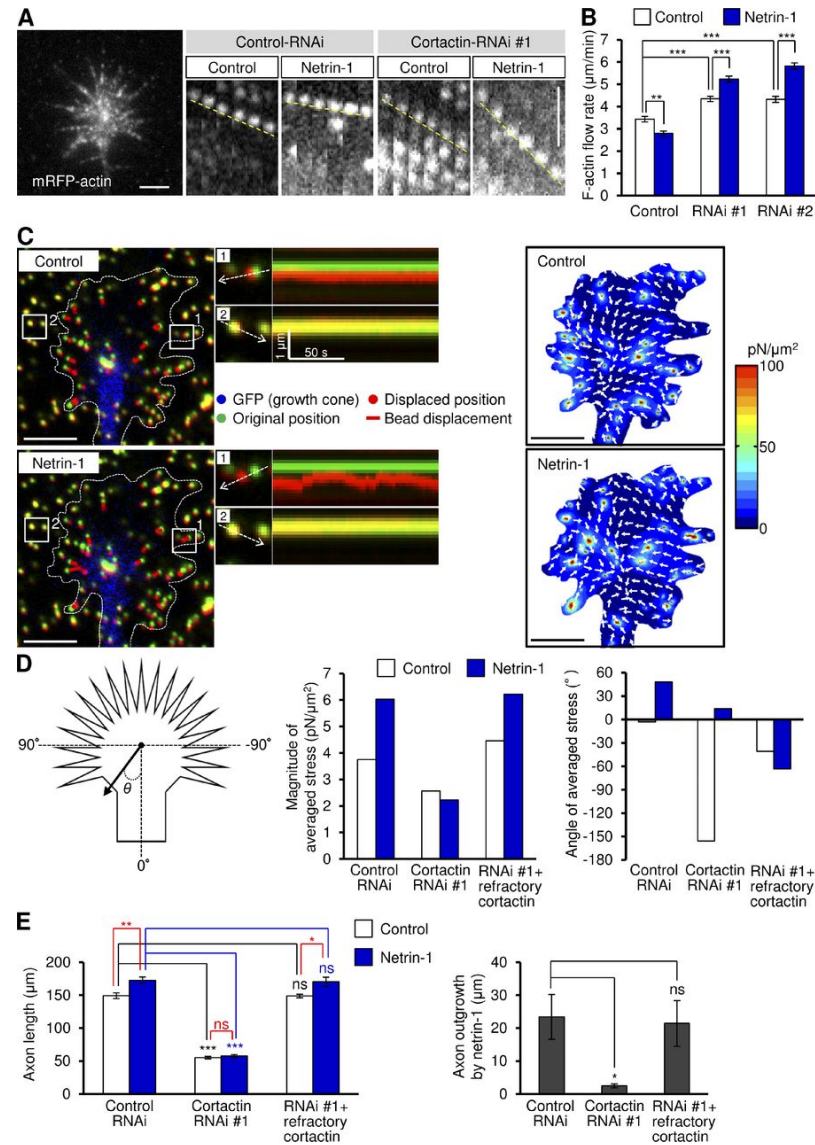 A
Control-RNAi
Cortactin-RNAi #1
Control
Netrin-1
Control
Netrin-1
mRFP-actin
B
Control
Netrin-1
F-actin flow rate (µm/min)
7
6
5
4
3
2
1
0
**
***
***
***
***
Control
RNAi #1
RNAi #2
C
Control
2
1
1
2
1 µm
50 s
GFP (growth cone)
Displaced position
Original position
Bead displacement
Netrin-1
2
1
1
2
Control
Netrin-1
pN/µm²
100
50
0
D
90°
-90°
θ
0°
Control
Netrin-1
Magnitude of
averaged stress (pN/µm²)
7
6
5
4
3
2
1
0
Control
RNAi
Cortactin
RNAi #1
RNAi #1+
refractory
cortactin
Angle of averaged stress (°)
60
30
0
-30
-60
-90
-120
-150
-180
Control
RNAi
Cortactin
RNAi #1
RNAi #1+
refractory
cortactin
E
Control
Netrin-1
Axon length (µm)
200
150
100
50
0
**
***
ns
***
ns
*
ns
Control
RNAi
Cortactin
RNAi #1
RNAi #1+
refractory
cortactin
Axon outgrowth
by netrin-1 (µm)
40
30
20
10
0
*
ns
Control
RNAi
Cortactin
RNAi #1
RNAi #1+
refractory
cortactin